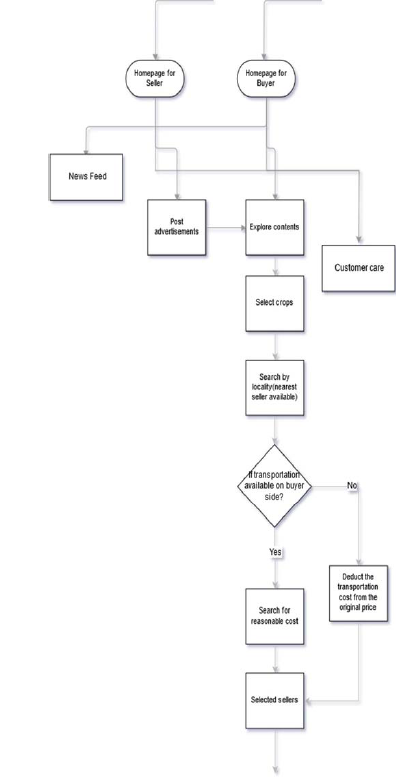 Homepage for
Seller
Homepage for
Buyer
News Feed
Post
advertisements
Explore contents
Customer care
Select crops
Search by
locality(nearest
seller available)
If transportation
available on buyer
side?
No
Yes
Deduct the
transportation
cost from the
original price
Search for
reasonable cost
Selected sellers